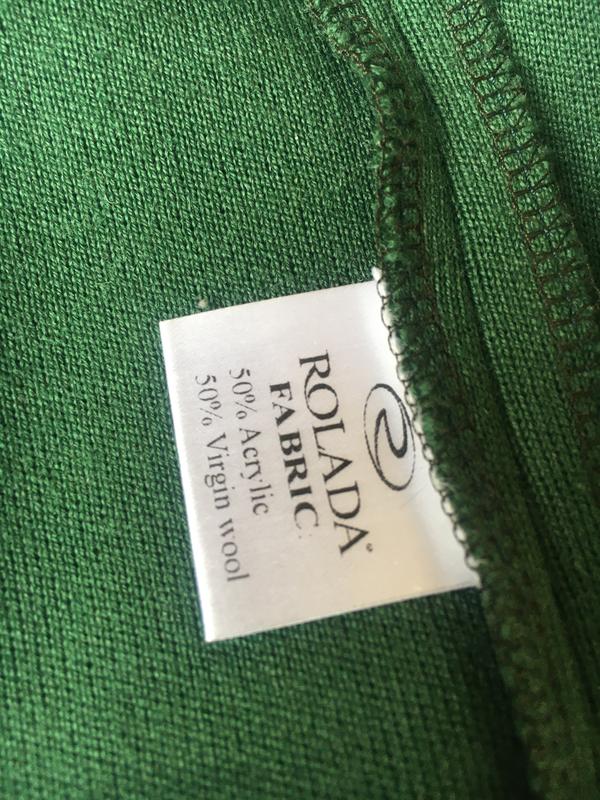 ROLADA®
FABRIC:
50% Acrylic
50% Virgin wool